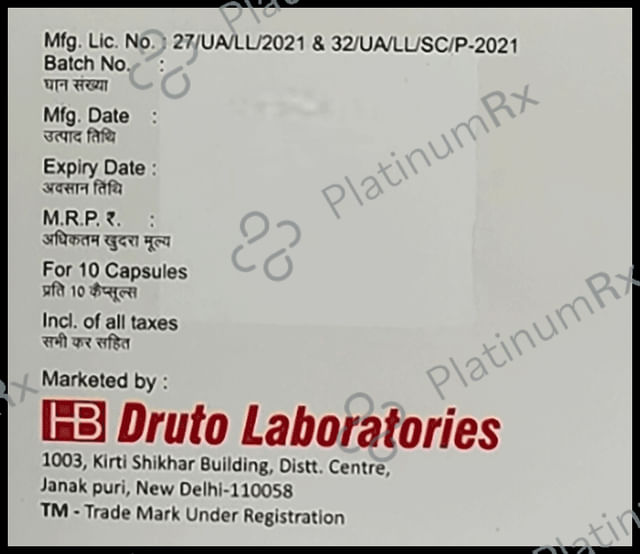 Mfg. Lic. No. : 27/UA/LL/2021 & 32/UA/LL/SC/P-2021
Batch No. :
घान संख्या
Mfg. Date :
उत्पाद तिथि
Expiry Date :
अवसान तिथि
M.R.P. ₹. :
अधिकतम खुदरा मूल्य
For 10 Capsules
प्रति 10 कैप्सूल्स
Incl. of all taxes
सभी कर सहित
Marketed by :
HB Druto Laboratories
1003, Kirti Shikhar Building, Distt. Centre,
Janak puri, New Delhi-110058
TM - Trade Mark Under Registration
PlatinumRx
PlatinumRx